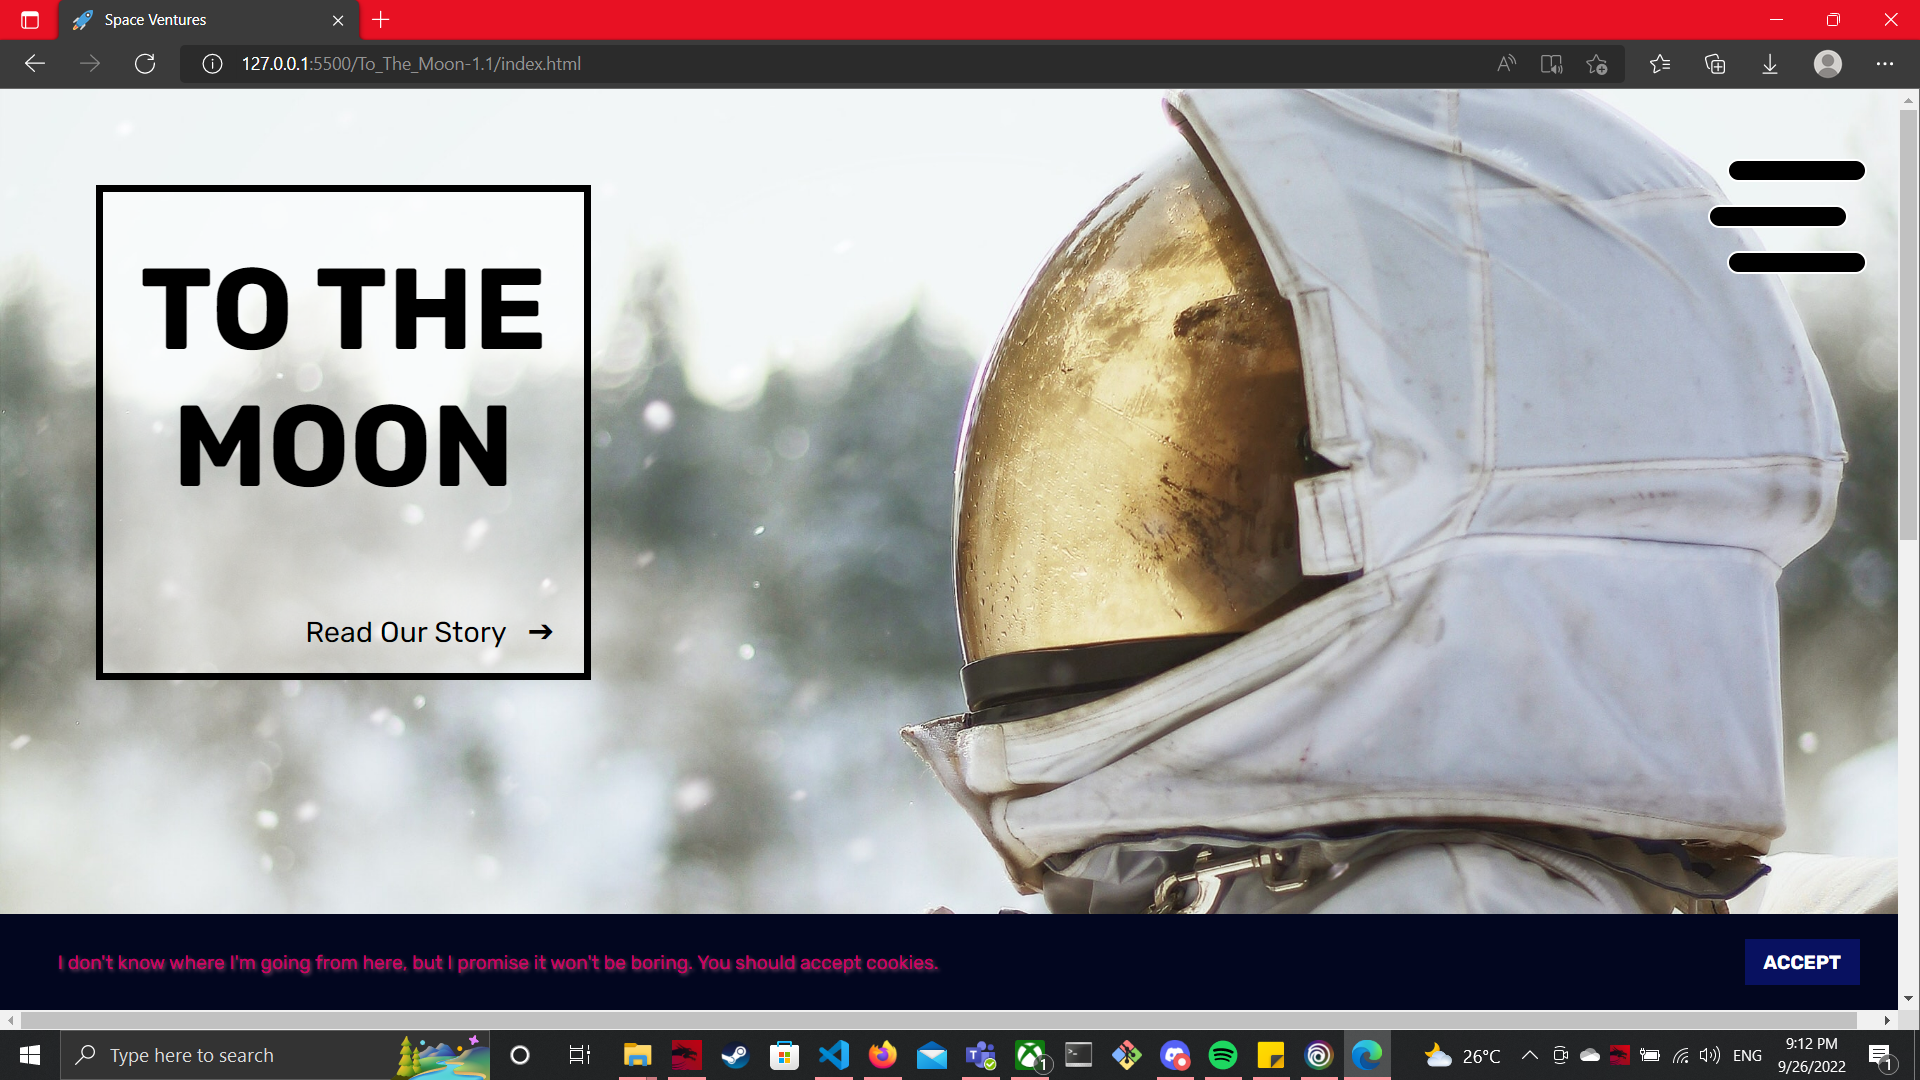 Space Ventures
127.0.0.1:5500/To_The_Moon-1.1/index.html
TO THE
MOON
Read Our Story ➔
I don't know where I'm going from here, but I promise it won't be boring. You should accept cookies.
ACCEPT
Type here to search
1
26°C
ENG
9:12 PM
9/26/2022
1